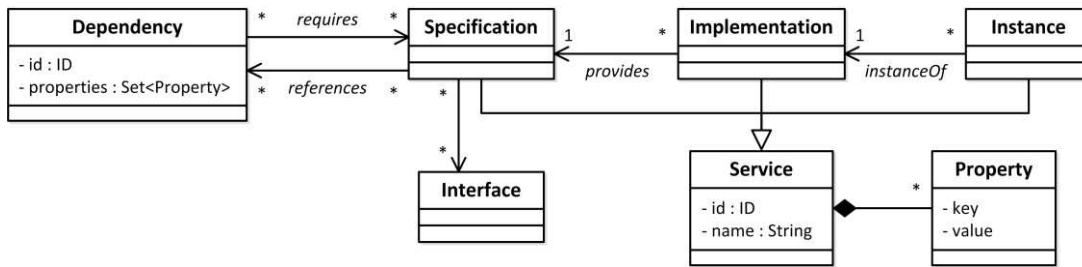 * requires *
Dependency
Specification
Implementation
Instance
- id : ID
- properties : Set<Property>
1 *
provides
1 *
instanceOf
* references *
*
*
Interface
Service
- id : ID
- name : String
*
Property
- key
- value